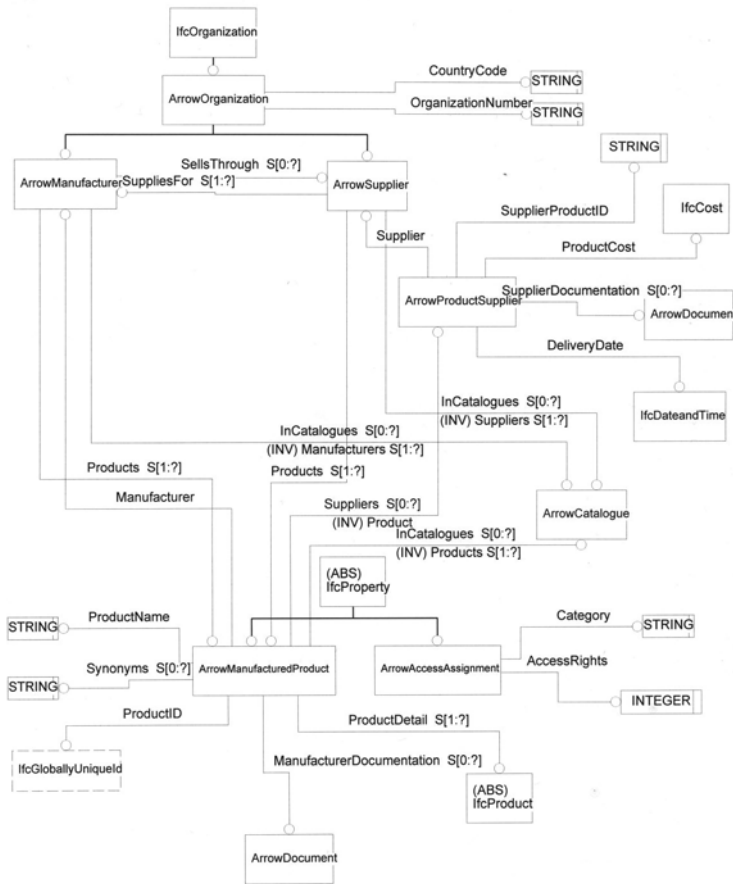 IfcOrganization
ArrowOrganization
CountryCode
STRING
OrganizationNumber
STRING
ArrowManufacturer
SellsThrough S[0:?]
SuppliesFor S[1:?]
ArrowSupplier
STRING
SupplierProductID
IfcCost
Supplier
ProductCost
ArrowProductSupplier
SupplierDocumentation S[0:?]
ArrowDocumen
DeliveryDate
IfcDateandTime
InCatalogues S[0:?]
(INV) Suppliers S[1:?]
InCatalogues S[0:?]
(INV) Manufacturers S[1:?]
Products S[1:?]
Products S[1:?]
Manufacturer
Suppliers S[0:?]
(INV) Product
ArrowCatalogue
InCatalogues S[0:?]
(INV) Products S[1:?]
(ABS)
IfcProperty
ProductName
STRING
Synonyms S[0:?]
STRING
ArrowManufacturedProduct
ArrowAccessAssignment
Category
STRING
AccessRights
INTEGER
ProductID
IfcGloballyUniqueId
ProductDetail S[1:?]
ManufacturerDocumentation S[0:?]
(ABS)
IfcProduct
ArrowDocument